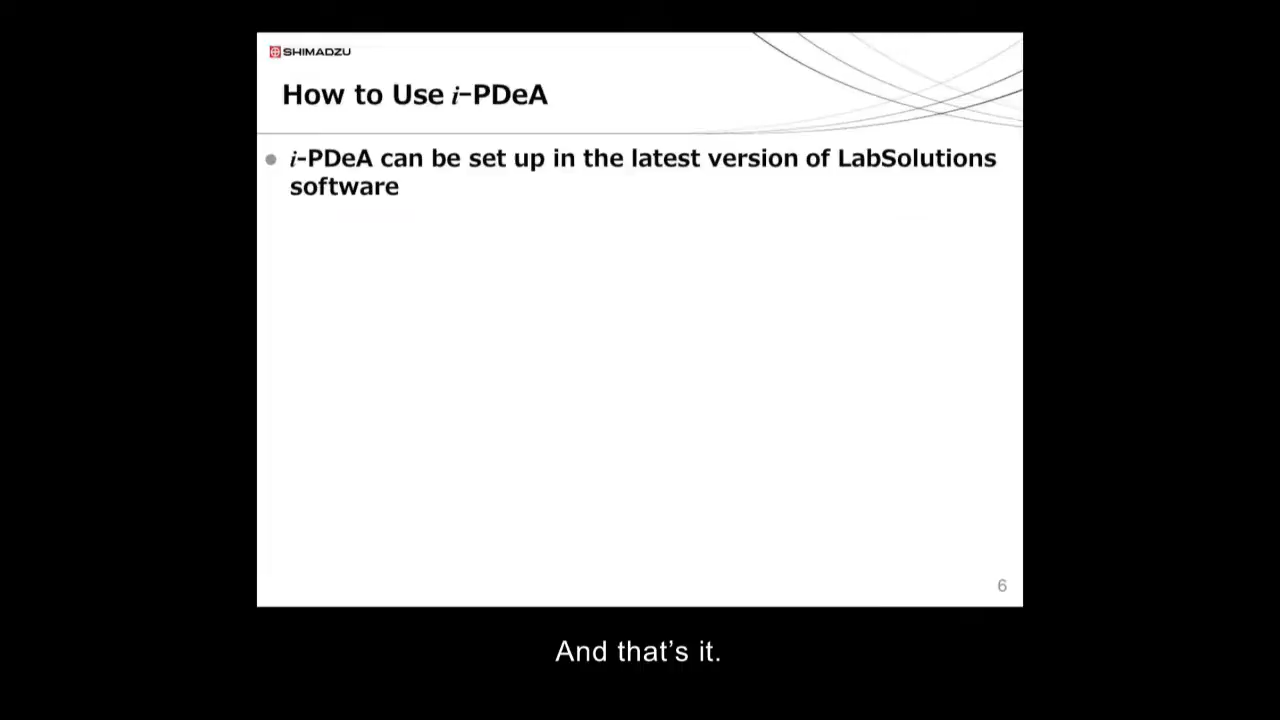 SHIMADZU
How to Use i-PDeA
i-PDeA can be set up in the latest version of LabSolutions
software
6
And that’s it.